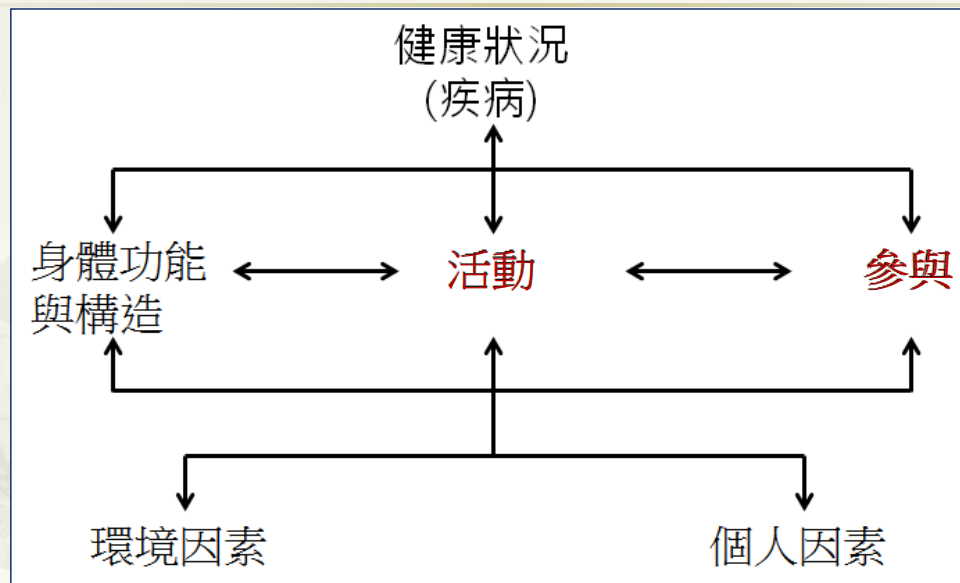 健康狀況
(疾病)
身體功能
與構造
活動
參與
環境因素
個人因素